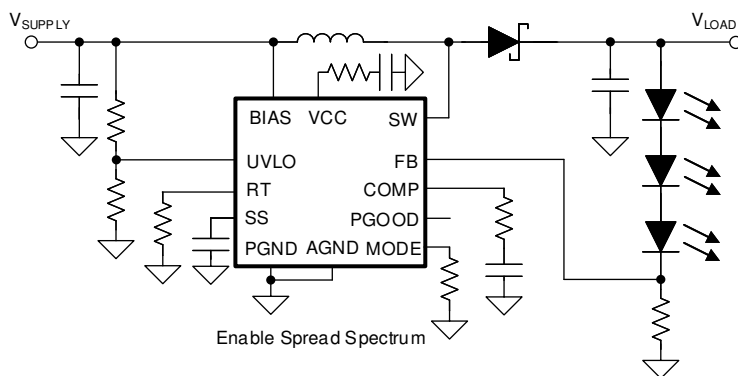 VSUPPLY
VLOAD
BIAS VCC SW
UVLO FB
RT COMP
SS PGOOD
PGND AGND MODE
Enable Spread Spectrum